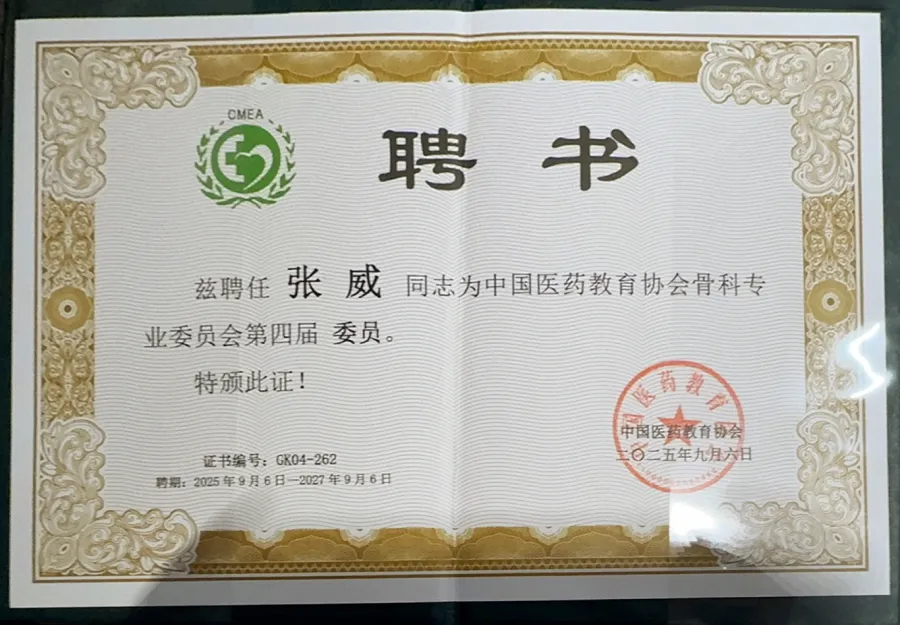 CMEA
聘书
兹聘任 张威 同志为中国医药教育协会骨科专
业委员会第四届 委员。
特颁此证！
中国医药教育协会
二〇二五年九月六日
证书编号：GK04-262
聘期：2025年9月6日—2027年9月6日